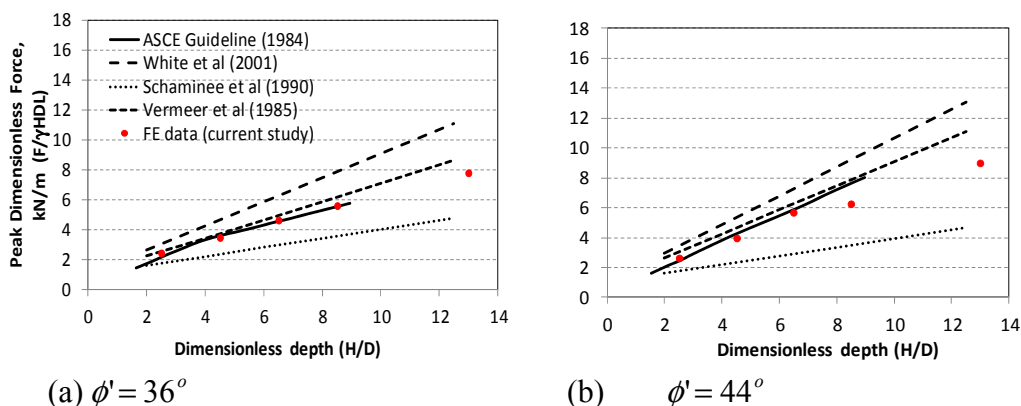 Peak Dimensionless Force,
kN/m (F/γHDL)
18
16
14
12
10
8
6
4
2
0
ASCE Guideline (1984)
White et al (2001)
Schaminee et al (1990)
Vermeer et al (1985)
FE data (current study)
0 2 4 6 8 10 12 14
Dimensionless depth (H/D)
(a) ϕ' = 36°
18
16
14
12
10
8
6
4
2
0
0 2 4 6 8 10 12 14
Dimensionless depth (H/D)
(b) ϕ' = 44°